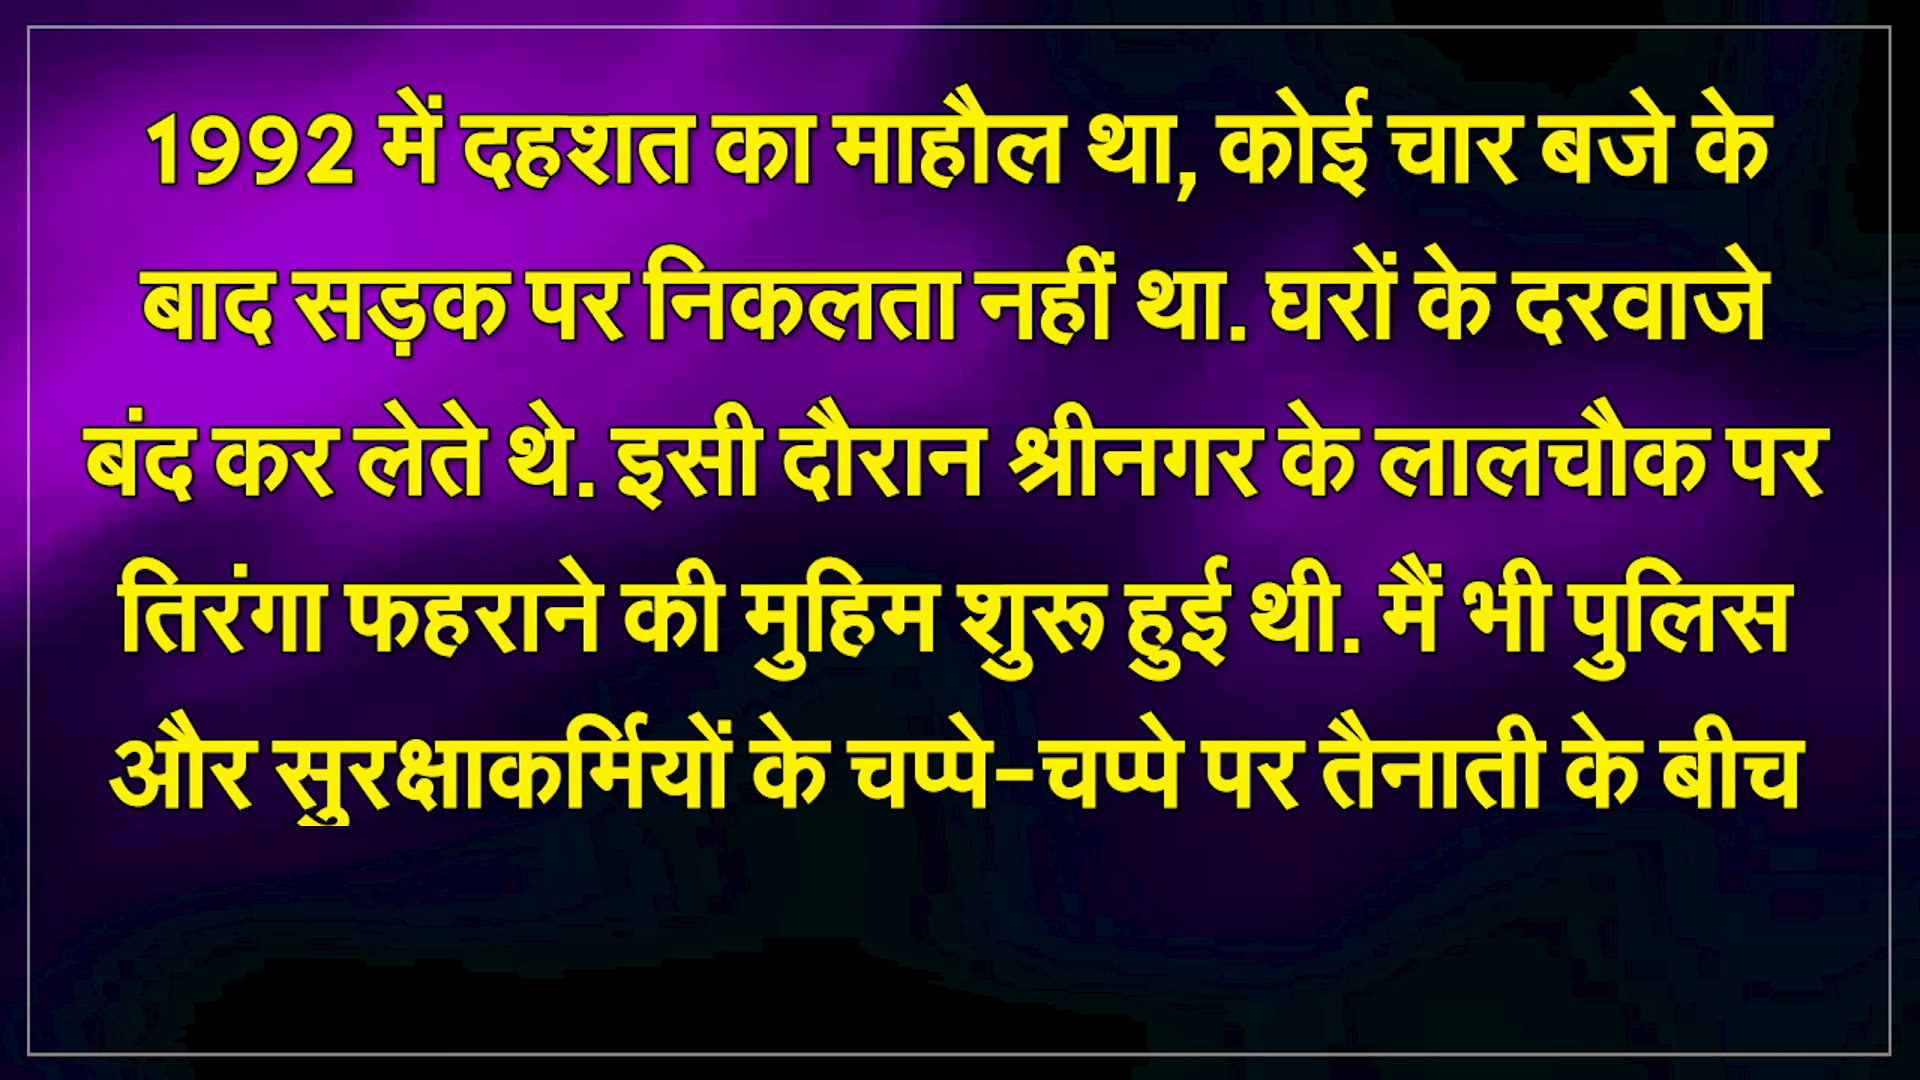 1992 में दहशत का माहौल था, कोई चार बजे के
बाद सड़क पर निकलता नहीं था. घरों के दरवाजे
बंद कर लेते थे. इसी दौरान श्रीनगर के लालचौक पर
तिरंगा फहराने की मुहिम शुरू हुई थी. मैं भी पुलिस
और सुरक्षाकर्मियों के चप्पे-चप्पे पर तैनाती के बीच